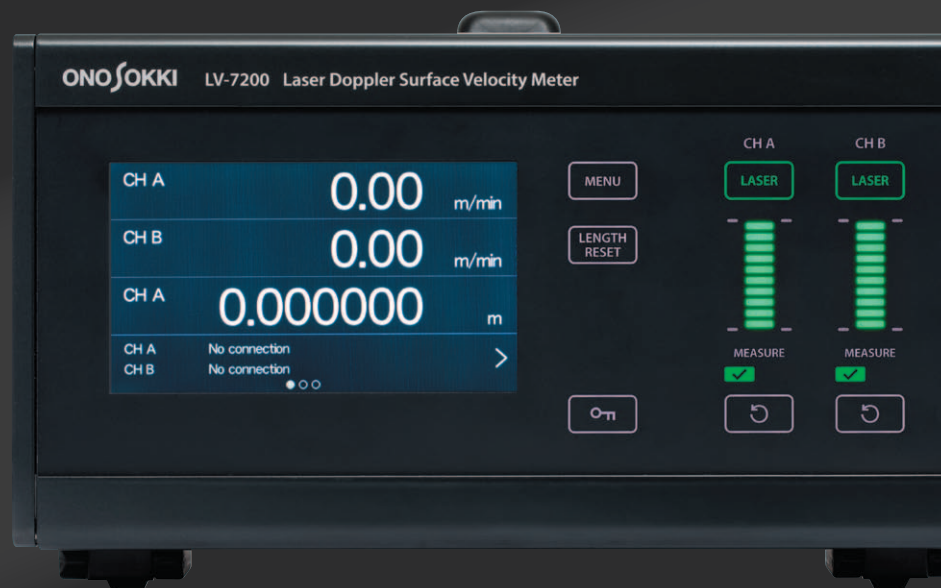 ONO SOKKI LV-7200 Laser Doppler Surface Velocity Meter
CH A 0.00 m/min
CH B 0.00 m/min
CH A 0.000000 m
CH A No connection
CH B No connection
MENU
LENGTH
RESET
CH A CH B
LASER LASER
MEASURE MEASURE